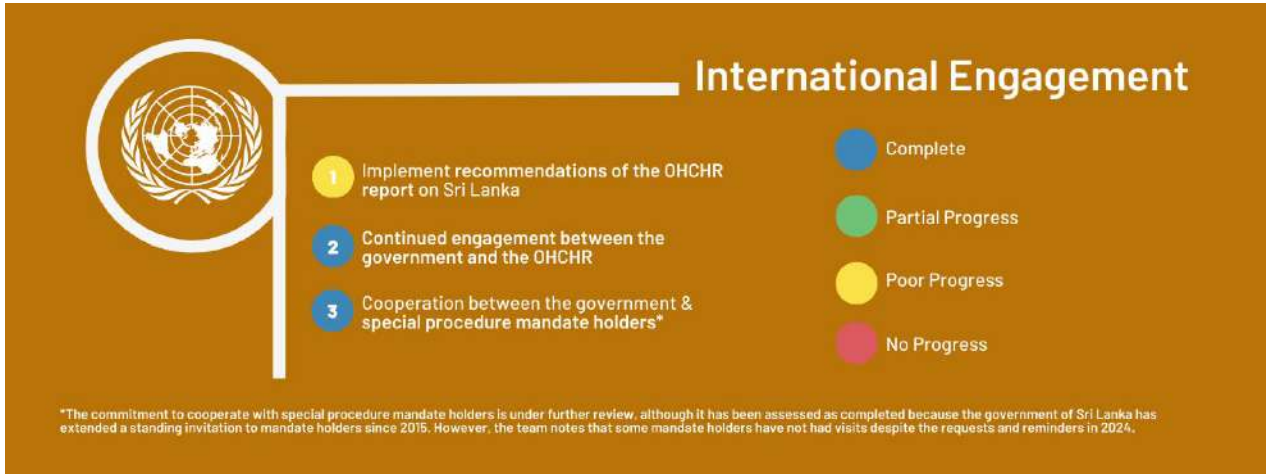 International Engagement
1
Implement recommendations of the OHCHR
report on Sri Lanka
2
Continued engagement between the
government and the OHCHR
3
Cooperation between the government &
special procedure mandate holders*
Complete
Partial Progress
Poor Progress
No Progress
*The commitment to cooperate with special procedure mandate holders is under further review, although it has been assessed as completed because the government of Sri Lanka has
extended a standing invitation to mandate holders since 2015. However, the team notes that some mandate holders have not had visits despite the requests and reminders in 2024.